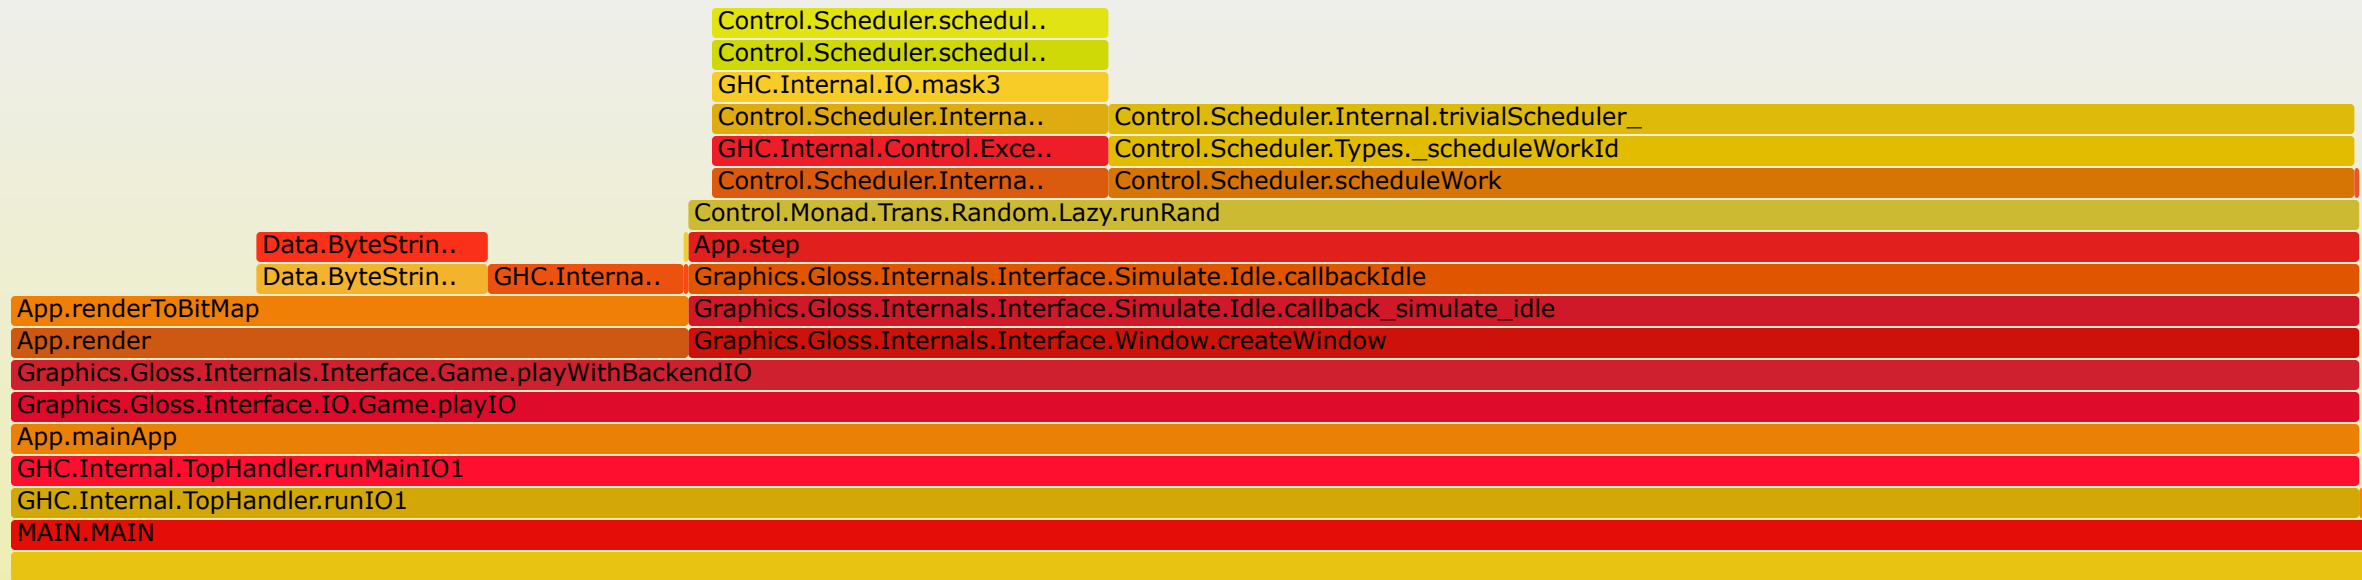 Control.Scheduler.schedul..
Control.Scheduler.schedul..
GHC.Internal.IO.mask3
Control.Scheduler.Interna.. Control.Scheduler.Internal.trivialScheduler_
GHC.Internal.Control.Exce.. Control.Scheduler.Types._scheduleWorkId
Control.Scheduler.Interna.. Control.Scheduler.scheduleWork
Control.Monad.Trans.Random.Lazy.runRand
Data.ByteStrin.. App.step
Data.ByteStrin.. GHC.Interna.. Graphics.Gloss.Internals.Interface.Simulate.Idle.callbackIdle
App.renderToBitMap Graphics.Gloss.Internals.Interface.Simulate.Idle.callback_simulate_idle
App.render Graphics.Gloss.Internals.Interface.Window.createWindow
Graphics.Gloss.Internals.Interface.Game.playWithBackendIO
Graphics.Gloss.Interface.IO.Game.playIO
App.mainApp
GHC.Internal.TopHandler.runMainIO1
GHC.Internal.TopHandler.runIO1
MAIN.MAIN